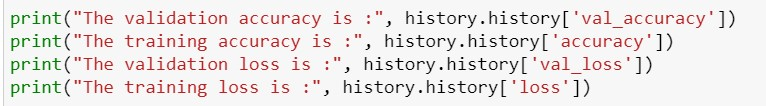 print("The validation accuracy is :", history.history['val_accuracy'])
print("The training accuracy is :", history.history['accuracy'])
print("The validation loss is :", history.history['val_loss'])
print("The training loss is :", history.history['loss'])